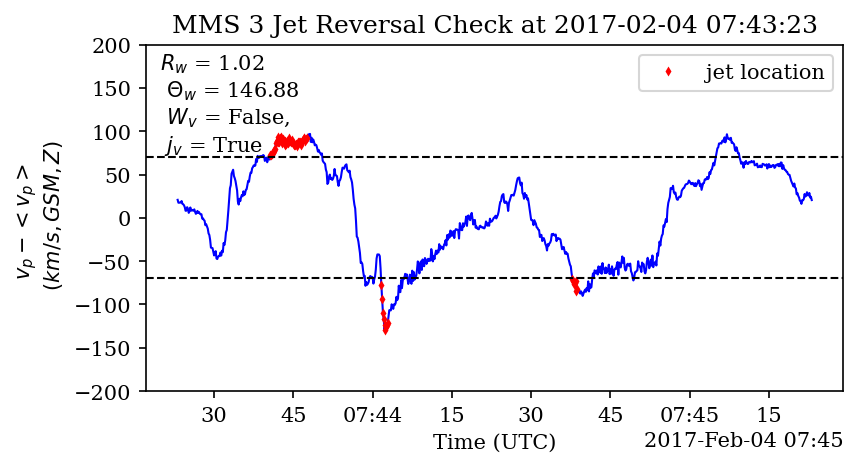 MMS 3 Jet Reversal Check at 2017-02-04 07:43:23
R_w = 1.02
Θ_w = 146.88
W_v = False,
j_v = True
jet location
200
150
100
50
0
−50
−100
−150
−200
v_p − < v_p >
(km/s, GSM, Z)
30 45 07:44 15 30 45 07:45 15
Time (UTC)
2017-Feb-04 07:45